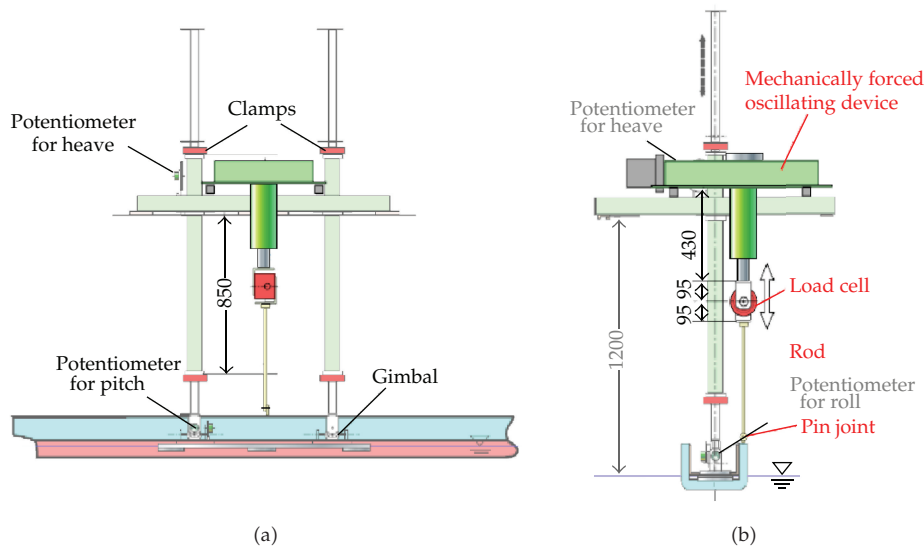 Clamps
Potentiometer
for heave
850
Potentiometer
for pitch
Gimbal
(a)
Mechanically forced
oscillating device
Potentiometer
for heave
430
95
95
Load cell
1200
Rod
Potentiometer
for roll
Pin joint
(b)